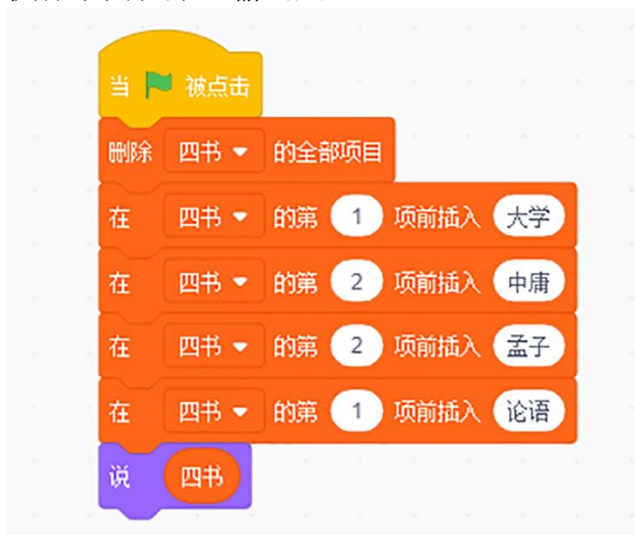 当 被点击
删除 四书 的全部项目
在 四书 的第 1 项前插入 大学
在 四书 的第 2 项前插入 中庸
在 四书 的第 2 项前插入 孟子
在 四书 的第 1 项前插入 论语
说 四书